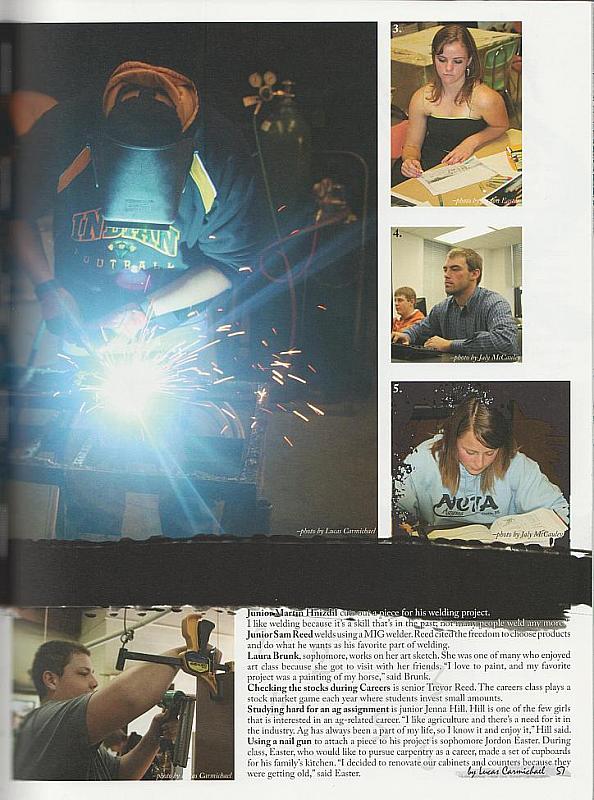 3.
INDIAN
FOOTBALL
4.
–photo by Jaly McCauley
5.
NCTA
–photo by Jaly McCauley
–photo by Lucas Carmichael
Junior Martin Hnizdil cuts out a piece for his welding project.
I like welding because it's a skill that's in the past; not many people weld any more.
Junior Sam Reed welds using a MIG welder. Reed cited the freedom to choose products
and do what he wants as his favorite part of welding.
Laura Brunk, sophomore, works on her art sketch. She was one of many who enjoyed
art class because she got to visit with her friends. "I love to paint, and my favorite
project was a painting of my horse," said Brunk.
Checking the stocks during Careers is senior Trevor Reed. The careers class plays a
stock market game each year where students invest small amounts.
Studying hard for an ag assignment is junior Jenna Hill. Hill is one of the few girls
that is interested in an ag-related career. "I like agriculture and there's a need for it in
the industry. Ag has always been a part of my life, so I know it and enjoy it," Hill said.
Using a nail gun to attach a piece to his project is sophomore Jordon Easter. During
class, Easter, who would like to pursue carpentry as a career, made a set of cupboards
for his family's kitchen. "I decided to renovate our cabinets and counters because they
were getting old," said Easter.
by Lucas Carmichael 57
by Lucas Carmichael